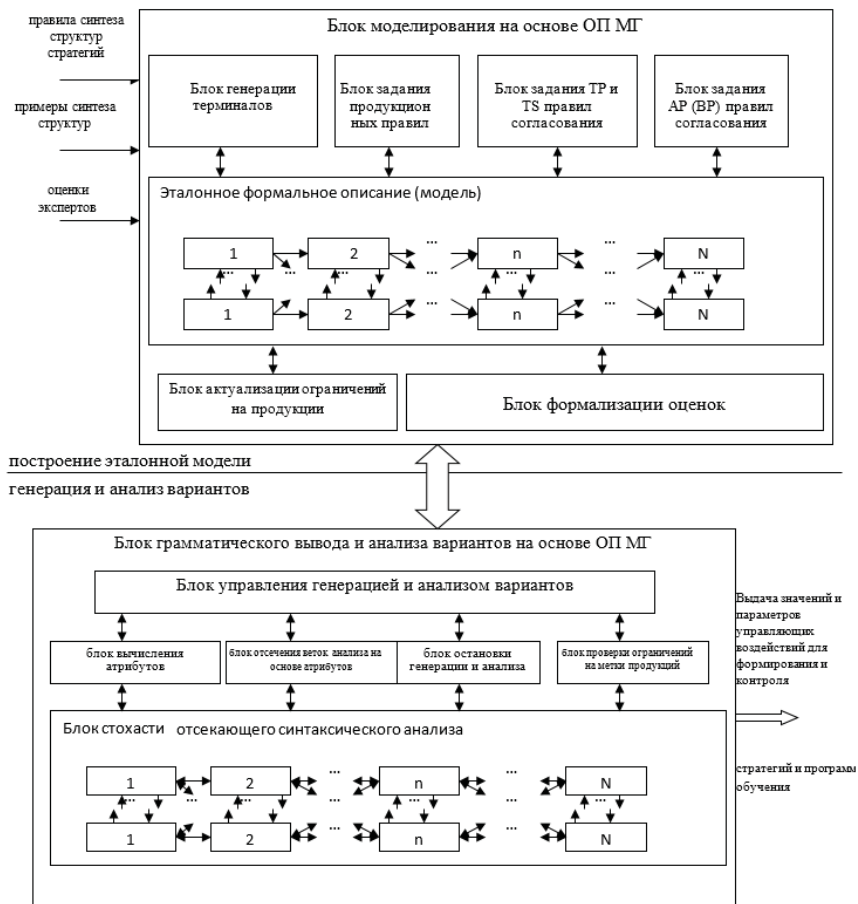 правила синтеза
структур
стратегий
примеры синтеза
структур
оценки
экспертов
Блок моделирования на основе ОП МГ
Блок генерации
терминалов
Блок задания
продукцион
ных правил
Блок задания TP и
TS правил
согласования
Блок задания
AP (BP) правил
согласования
Эталонное формальное описание (модель)
... ... ... ...
1 2 n N
... ... ... ... ... ... ...
... ... ... ...
1 2 n N
... ... ... ...
Блок актуализации ограничений
на продукции
Блок формализации оценок
построение эталонной модели
генерация и анализ вариантов
Блок грамматического вывода и анализа вариантов на основе ОП МГ
Блок управления генерацией и анализом вариантов
блок вычисления
атрибутов
блок отсечения веток анализа на
основе атрибутов
блок остановки
генерации и анализа
блок проверки ограничений
на метки продукций
Блок стохасти отсекающего синтаксического анализа
... ...
1 2 n N
... ... ... ... ... ... ...
... ...
1 2 n N
... ...
Выдача значений и
параметров
управляющих
воздействий для
формирования и
контроля
стратегий и программ
обучения